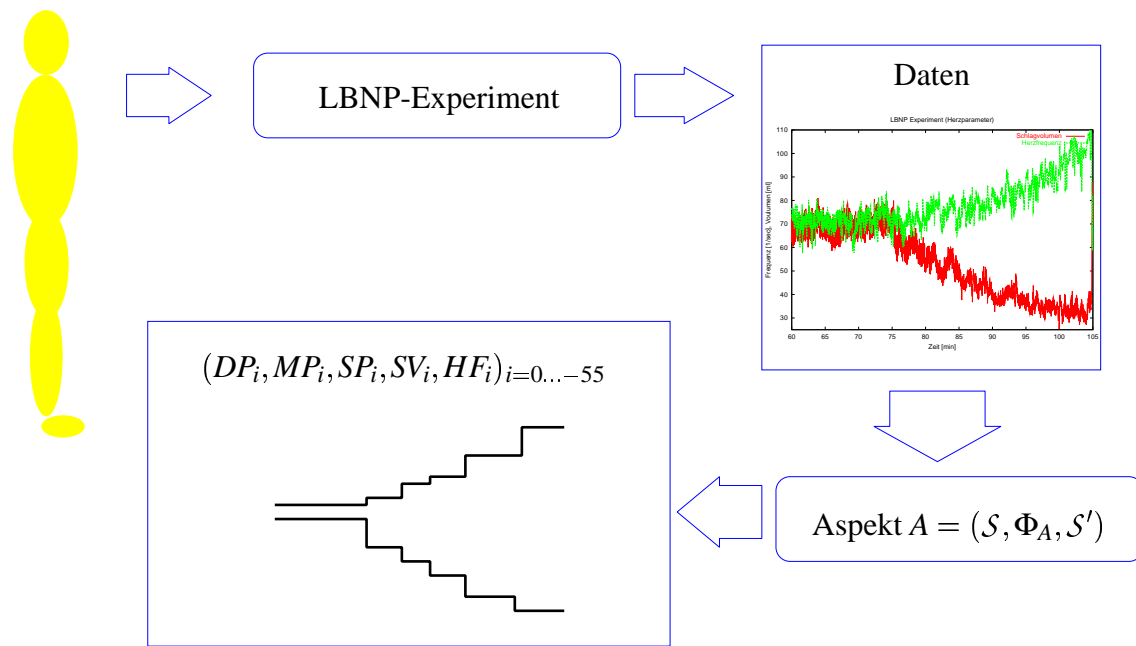 LBNP-Experiment
Daten
LBNP Experiment (Herzparameter)
Schlagvolumen
Herzfrequenz
Frequenz [1/sec], Voulumen [ml]
110
100
90
80
70
60
50
40
30
60 65 70 75 80 85 90 95 100 105
Zeit [min]
(DP_i, MP_i, SP_i, SV_i, HF_i)_{i=0...−55}
Aspekt A = (𝒮, Φ_A, 𝒮′)